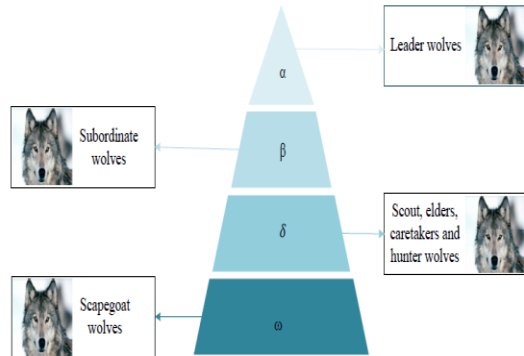 Leader wolves
α
Subordinate
wolves
β
Scout, elders,
caretakers and
hunter wolves
δ
Scapegoat
wolves
ω